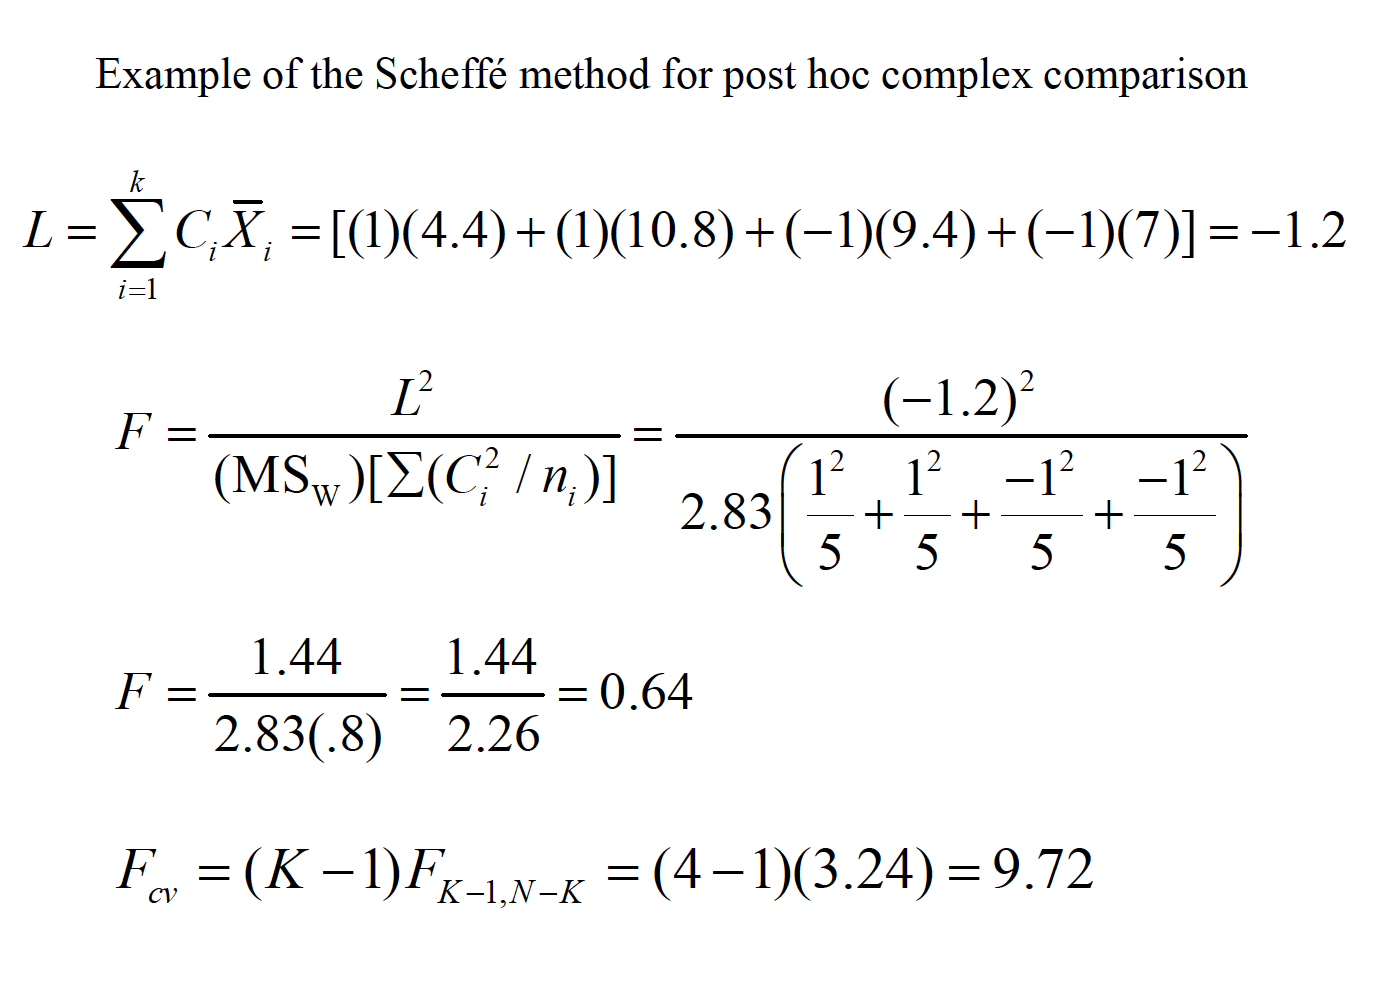 Example of the Scheffé method for post hoc complex comparison
L = \sum_{i=1}^{k} C_i \bar{X}_i = [(1)(4.4) + (1)(10.8) + (−1)(9.4) + (−1)(7)] = −1.2
F = \frac{L^2}{(MS_W)[\sum(C_i^2 / n_i)]} = \frac{(−1.2)^2}{2.83\left(\frac{1^2}{5} + \frac{1^2}{5} + \frac{−1^2}{5} + \frac{−1^2}{5}\right)}
F = \frac{1.44}{2.83(.8)} = \frac{1.44}{2.26} = 0.64
F_{cv} = (K − 1)F_{K−1,N−K} = (4 − 1)(3.24) = 9.72